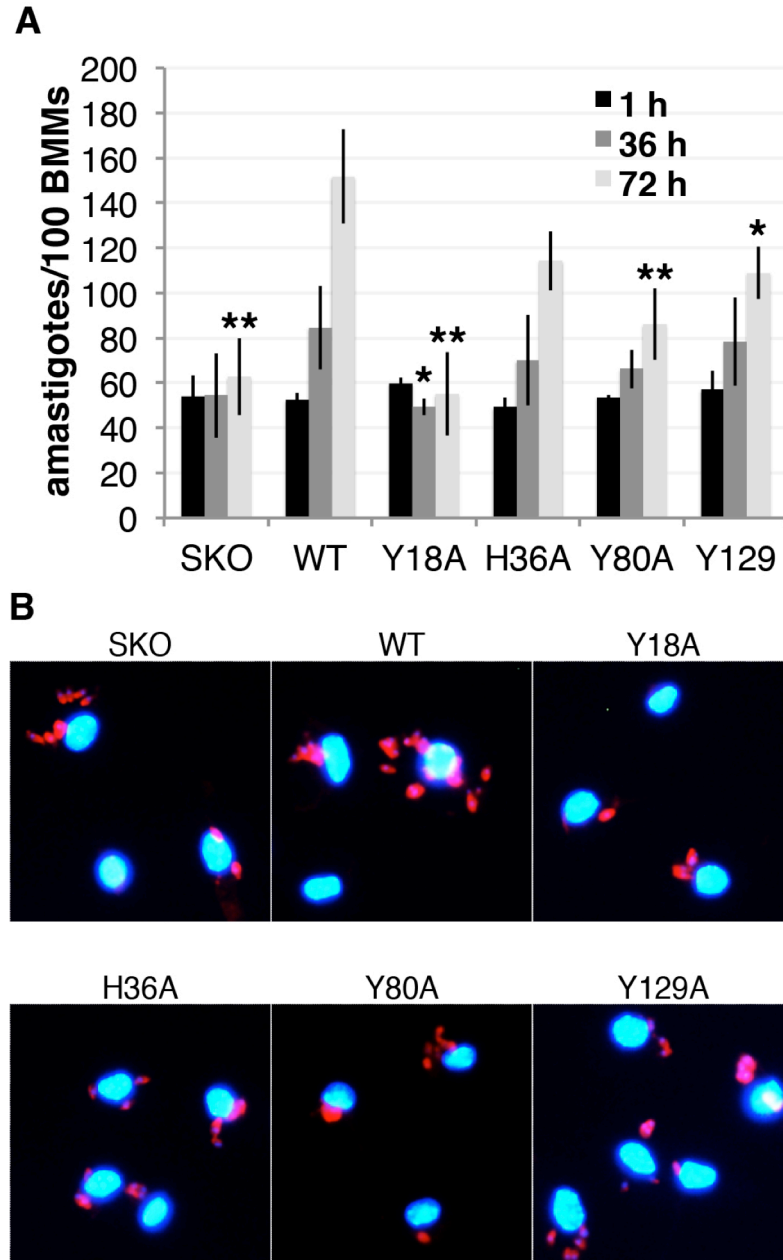 A
amastigotes/100 BMMs
200
180
160
140
120
100
80
60
40
20
0
1 h
36 h
72 h
**
*
**
**
*
SKO WT Y18A H36A Y80A Y129
B
SKO WT Y18A
H36A Y80A Y129A